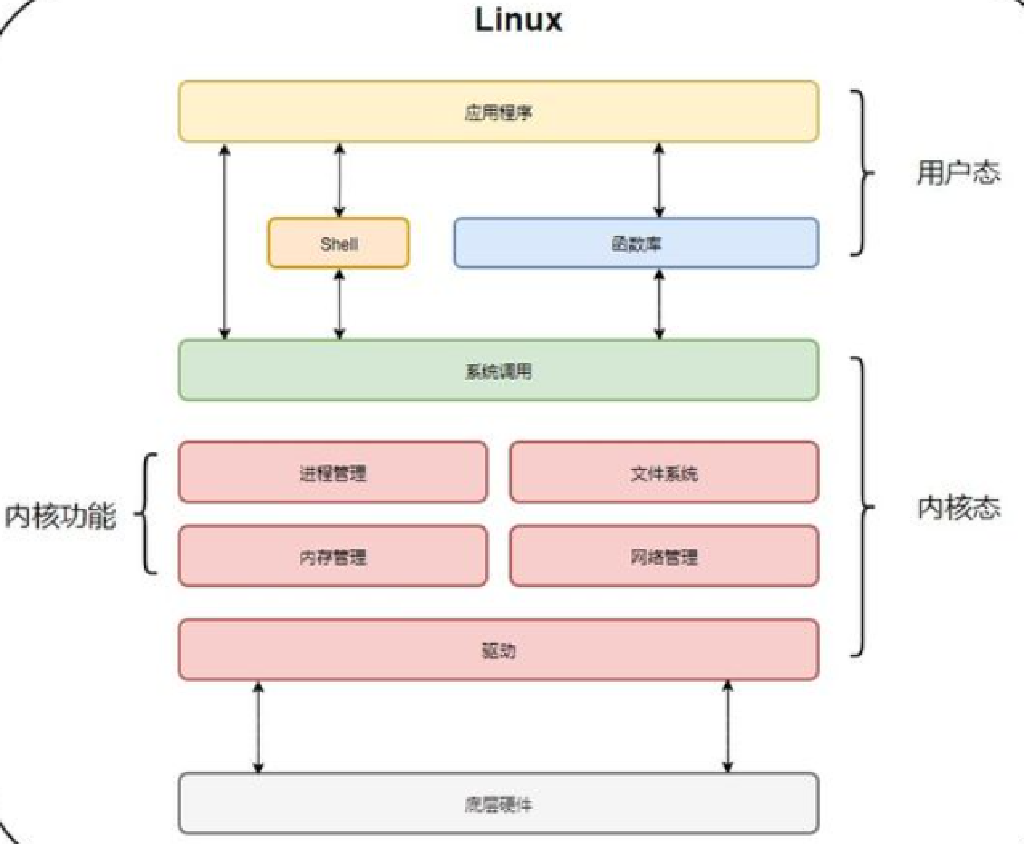 Linux
应用程序
用户态
Shell
函数库
系统调用
进程管理
文件系统
内核功能
内核态
内存管理
网络管理
驱动
底层硬件